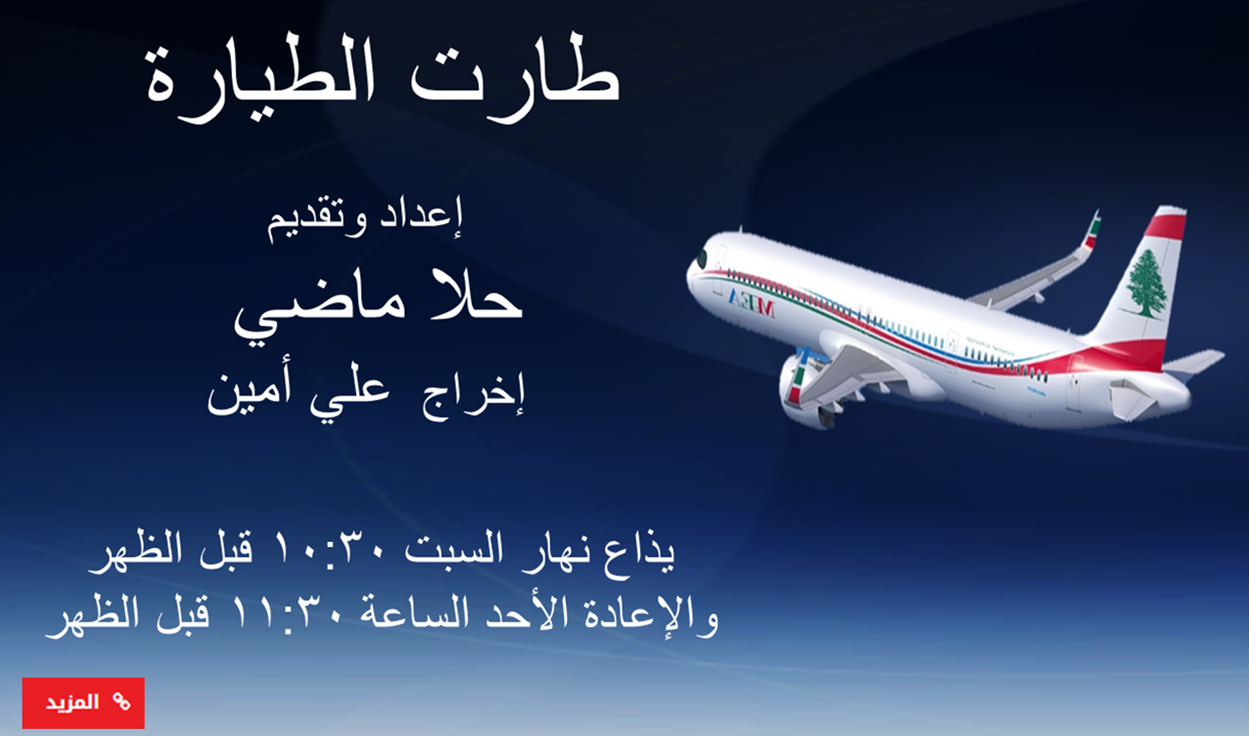 طارت الطيارة
إعداد وتقديم
حلا ماضي
إخراج علي أمين
يذاع نهار السبت ١٠:٣٠ قبل الظهر
والإعادة الأحد الساعة ١١:٣٠ قبل الظهر
المزيد
MEA